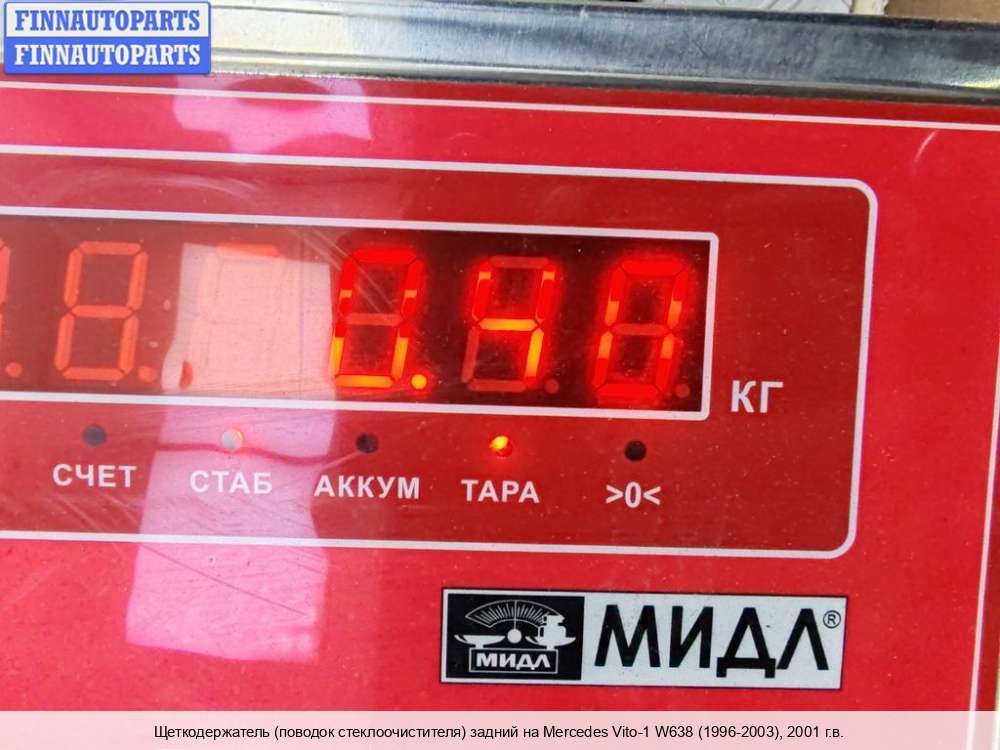 FINNAUTOPARTS
FINNAUTOPARTS
0.40
КГ
СЧЕТ СТАБ АККУМ ТАРА >0<
МИДЛ МИДЛ®
Щеткодержатель (поводок стеклоочистителя) задний на Mercedes Vito-1 W638 (1996-2003), 2001 г.в.